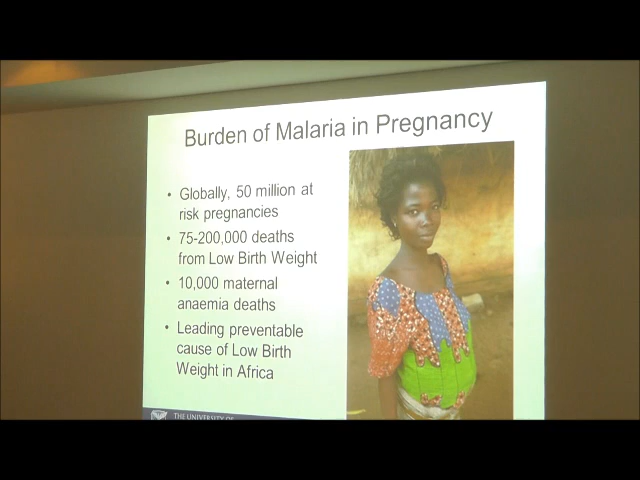 Burden of Malaria in Pregnancy
• Globally, 50 million at
risk pregnancies
• 75-200,000 deaths
from Low Birth Weight
• 10,000 maternal
anaemia deaths
• Leading preventable
cause of Low Birth
Weight in Africa
THE UNIVERSITY OF